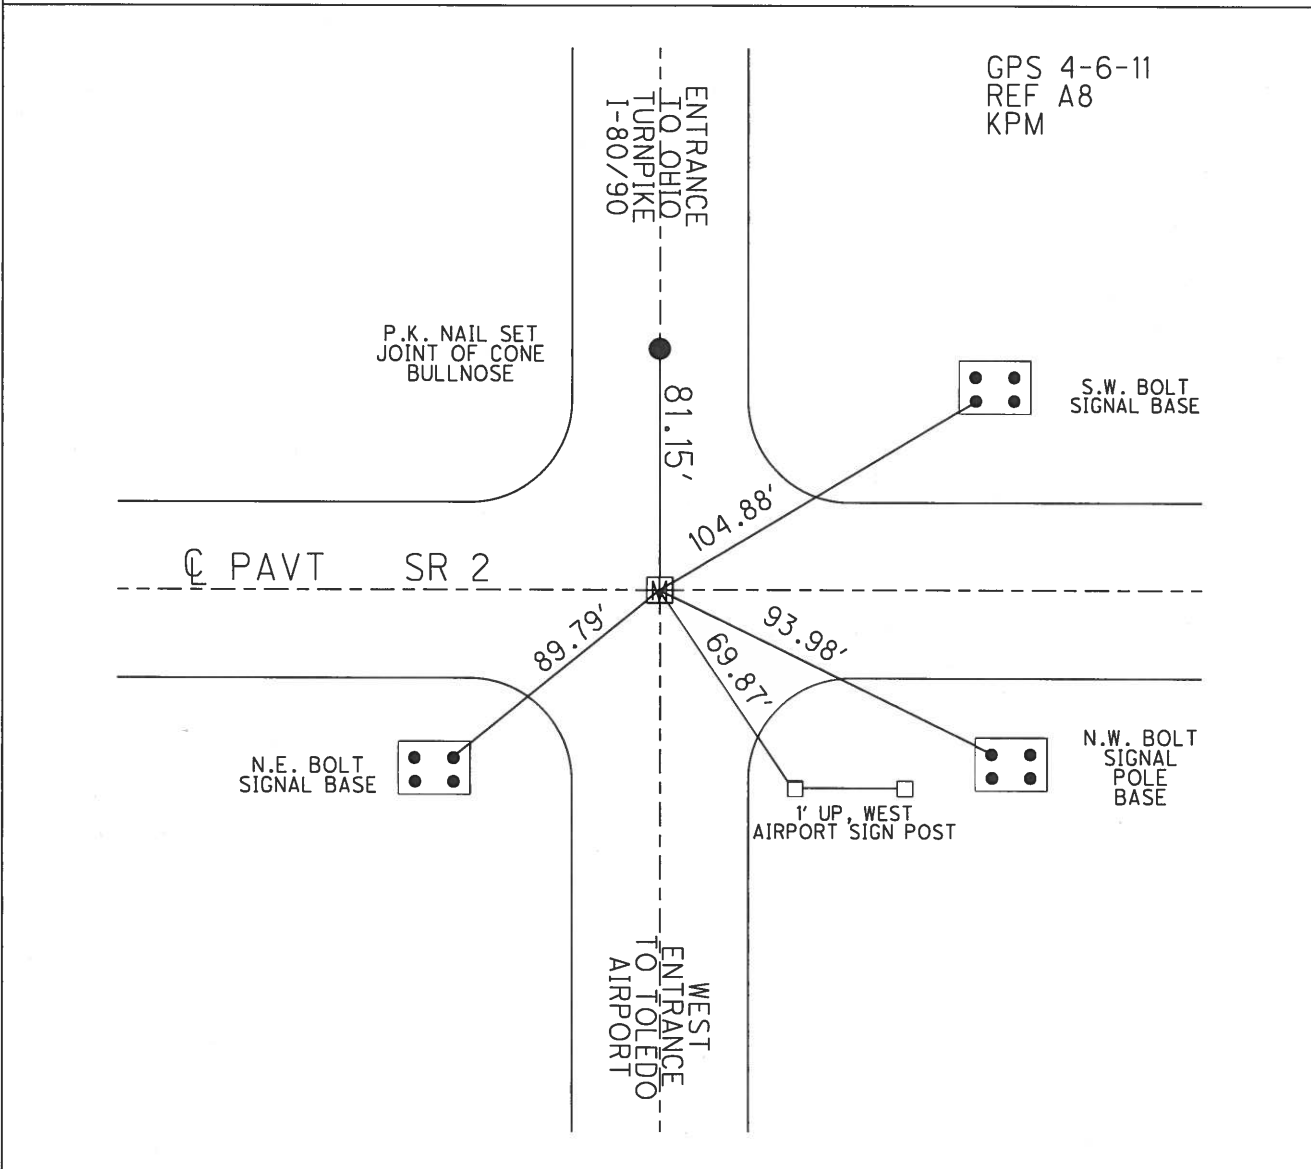 GPS 4-6-11
REF A8
KPM
ENTRANCE
TO OHIO
TURNPIKE
I-80/90
P.K. NAIL SET
JOINT OF CONE
BULLNOSE
81.15'
S.W. BOLT
SIGNAL BASE
104.88'
℄ PAVT SR 2
M
89.79'
69.87'
93.98'
N.E. BOLT
SIGNAL BASE
N.W. BOLT
SIGNAL
POLE
BASE
1' UP, WEST
AIRPORT SIGN POST
WEST
ENTRANCE
TO TOLEDO
AIRPORT